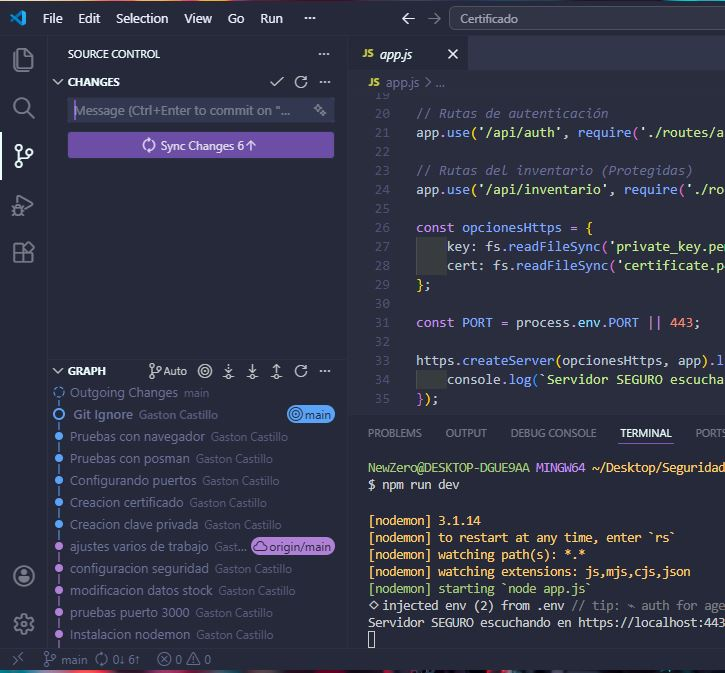 File Edit Selection View Go Run ··· ← → Certificado
SOURCE CONTROL ···
CHANGES
Message (Ctrl+Enter to commit on "...
Sync Changes 6↑
GRAPH Auto
Outgoing Changes main
Git Ignore Gaston Castillo main
Pruebas con navegador Gaston Castillo
Pruebas con posman Gaston Castillo
Configurando puertos Gaston Castillo
Creacion certificado Gaston Castillo
Creacion clave privada Gaston Castillo
ajustes varios de trabajo Gast... origin/main
configuracion seguridad Gaston Castillo
modificacion datos stock Gaston Castillo
pruebas puerto 3000 Gaston Castillo
Instalacion nodemon Gaston Castillo
JS app.js ×
JS app.js > ...
19
20 // Rutas de autenticación
21 app.use('/api/auth', require('./routes/a
22
23 // Rutas del inventario (Protegidas)
24 app.use('/api/inventario', require('./ro
25
26 const opcionesHttps = {
27 key: fs.readFileSync('private_key.pem
28 cert: fs.readFileSync('certificate.p
29 };
30
31 const PORT = process.env.PORT || 443;
32
33 https.createServer(opcionesHttps, app).l
34 console.log(`Servidor SEGURO escucha
35 });
PROBLEMS OUTPUT DEBUG CONSOLE TERMINAL PORTS
NewZero@DESKTOP-DGUE9AA MINGW64 ~/Desktop/Seguridad
$ npm run dev
[nodemon] 3.1.14
[nodemon] to restart at any time, enter `rs`
[nodemon] watching path(s): *.*
[nodemon] watching extensions: js,mjs,cjs,json
[nodemon] starting `node app.js`
◇ injected env (2) from .env // tip: ⌁ auth for age
Servidor SEGURO escuchando en https://localhost:443
main 0↓ 6↑ 0 0